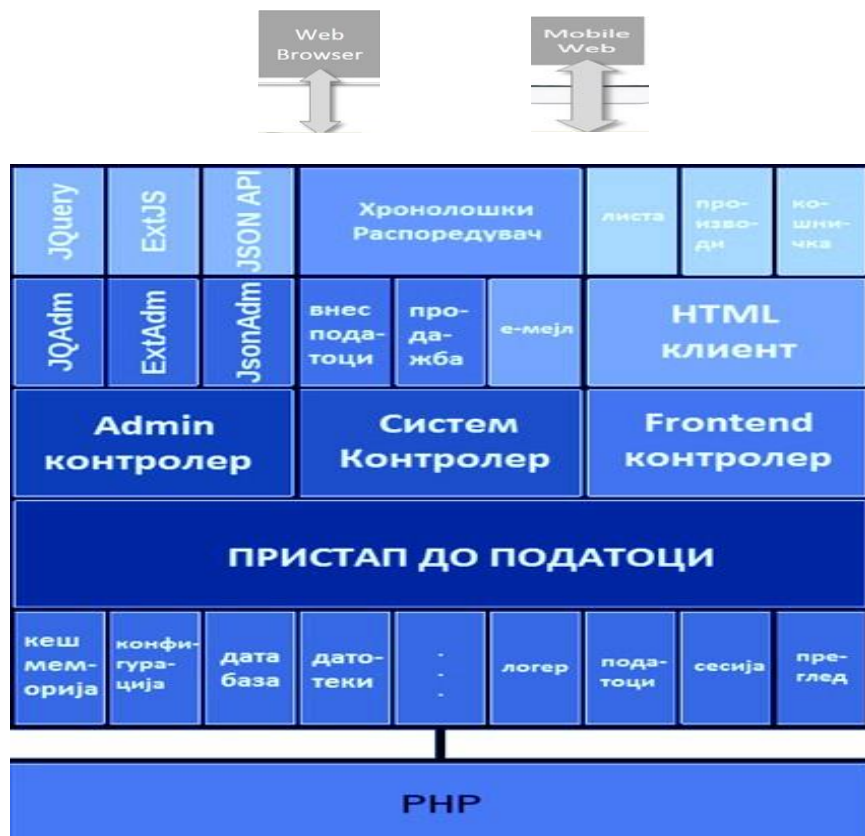 Web
Browser
Mobile
Web
JQuery
ExtJS
JSON API
Хронолошки
Распоредувач
листа
про-
изво-
ди
ко-
шни-
чка
JQAdm
ExtAdm
JsonAdm
внес
пода-
тоци
про-
да-
жба
е-мејл
HTML
клиент
Admin
контролер
Систем
Контролер
Frontend
контролер
ПРИСТАП ДО ПОДАТОЦИ
кеш
мем-
орија
конфи-
гура-
ција
дата
база
дато-
теки
.
.
.
логер
пода-
тоци
сесија
пре-
глед
PHP